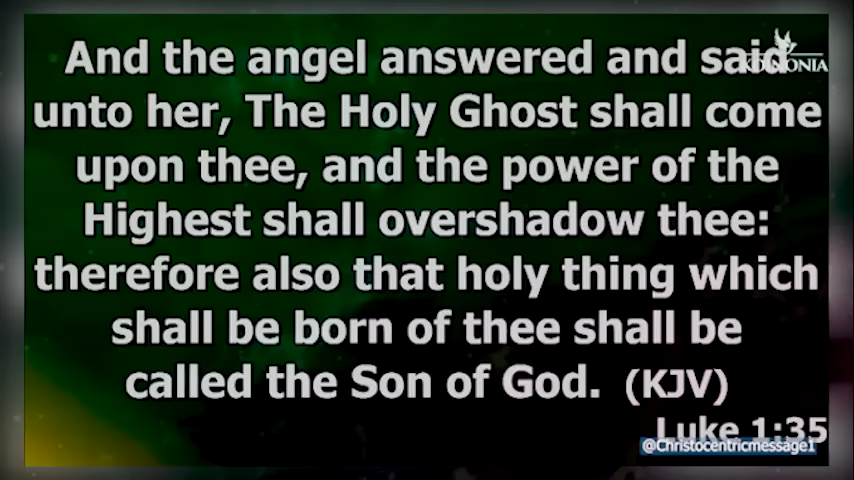 And the angel answered and said
KOINONIA
unto her, The Holy Ghost shall come
upon thee, and the power of the
Highest shall overshadow thee:
therefore also that holy thing which
shall be born of thee shall be
called the Son of God. (KJV)
Luke 1:35
@Christocentricmessage1